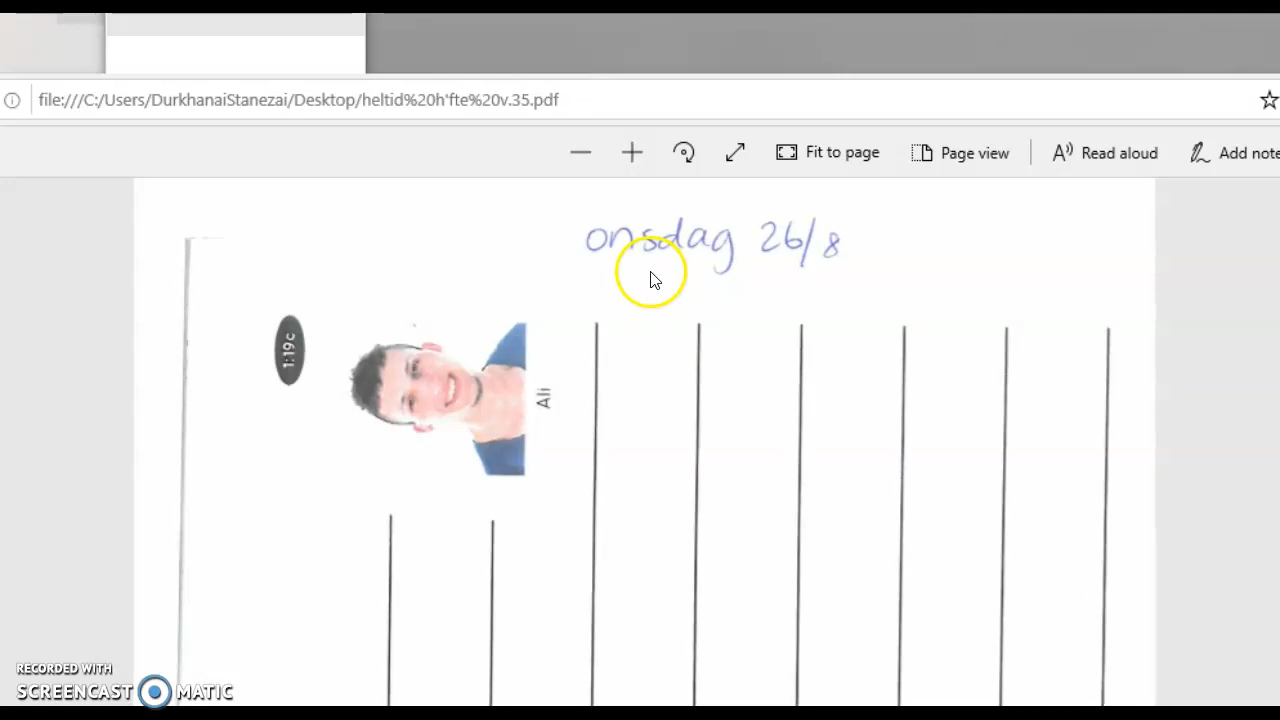 file:///C:/Users/DurkhanaiStanezai/Desktop/heltid%20h'fte%20v.35.pdf
Fit to page
Page view
Read aloud
Add note
onsdag 26/8
1:19c
Ali
RECORDED WITH
SCREENCAST MATIC